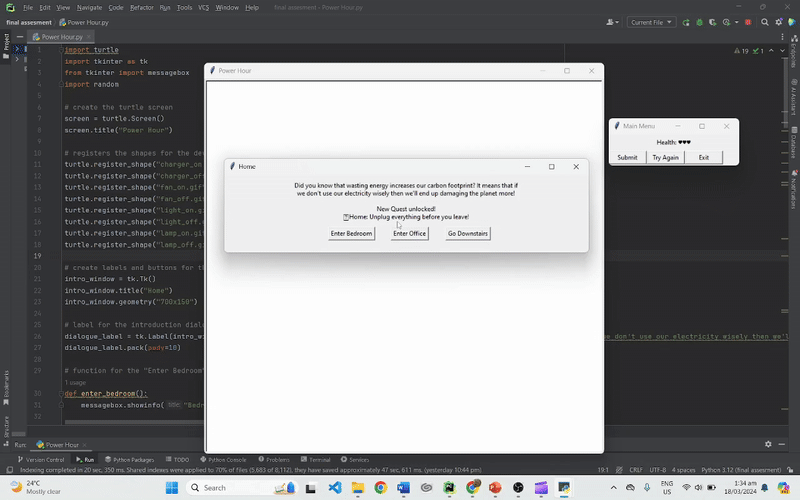 File Edit View Navigate Code Refactor Run Tools VCS Window Help final assesment - Power Hour.py
final assesment Power Hour.py Current File
Project
Power Hour.py
19 1
1 import turtle
2 import tkinter as tk
3 from tkinter import messagebox
4 import random
5
6 # create the turtle screen
7 screen = turtle.Screen()
8 screen.title("Power Hour")
9
10 # registers the shapes for the de
11 turtle.register_shape("charger_on
12 turtle.register_shape("charger_of
13 turtle.register_shape("fan_on.gif
14 turtle.register_shape("fan_off.gi
15 turtle.register_shape("light_on.g
16 turtle.register_shape("light_off.
17 turtle.register_shape("lamp_on.gi
18 turtle.register_shape("lamp_off.g
19
20 # create labels and buttons for th
21 intro_window = tk.Tk()
22 intro_window.title("Home")
23 intro_window.geometry("700x150")
24
25 # label for the introduction dialo
26 dialogue_label = tk.Label(intro_wi
27 dialogue_label.pack(pady=10)
28
29 # function for the "Enter Bedroom"
1 usage
30 def enter_bedroom():
31 messagebox.showinfo( "Bed
32
we don't use our electricity wisely then we'l
Power Hour
Home
Did you know that wasting energy increases our carbon footprint? It means that if
we don't use our electricity wisely then we'll end up damaging the planet more!
New Quest unlocked!
Home: Unplug everything before you leave!
Enter Bedroom Enter Office Go Downstairs
Main Menu
Health: ♥♥♥
Submit Try Again Exit
Endpoints
AI Assistant
Database
Notifications
Bookmarks
Structure
Run: Power Hour
Version Control Run Python Packages TODO Python Console Problems Terminal Services
Indexing completed in 20 sec, 350 ms. Shared indexes were applied to 70% of files (5,683 of 8,112), they have saved approximately 47 sec, 611 ms. (yesterday 10:44 pm) 19:1 CRLF UTF-8 4 spaces Python 3.12 (final assesment)
24°C
Mostly clear
Search
ENG
US
1:34 am
18/03/2024